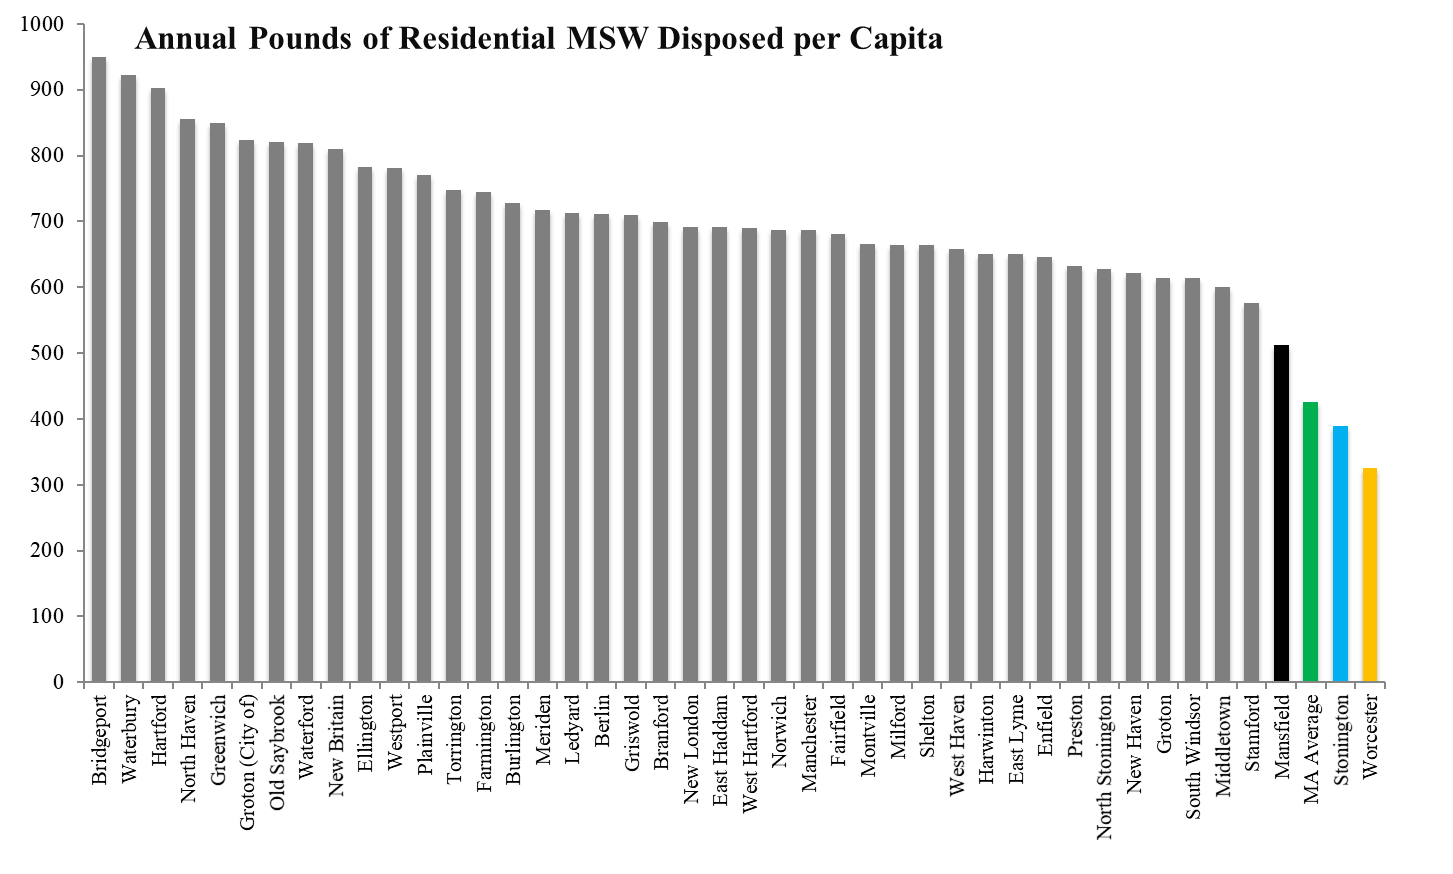 Annual Pounds of Residential MSW Disposed per Capita
1000
900
800
700
600
500
400
300
200
100
0
Bridgeport
Waterbury
Hartford
North Haven
Greenwich
Groton (City of)
Old Saybrook
Waterford
New Britain
Ellington
Westport
Plainville
Torrington
Farmington
Burlington
Meriden
Ledyard
Berlin
Griswold
Branford
New London
East Haddam
West Hartford
Norwich
Manchester
Fairfield
Montville
Milford
Shelton
West Haven
Harwinton
East Lyme
Enfield
Preston
North Stonington
New Haven
Groton
South Windsor
Middletown
Stamford
Mansfield
MA Average
Stonington
Worcester